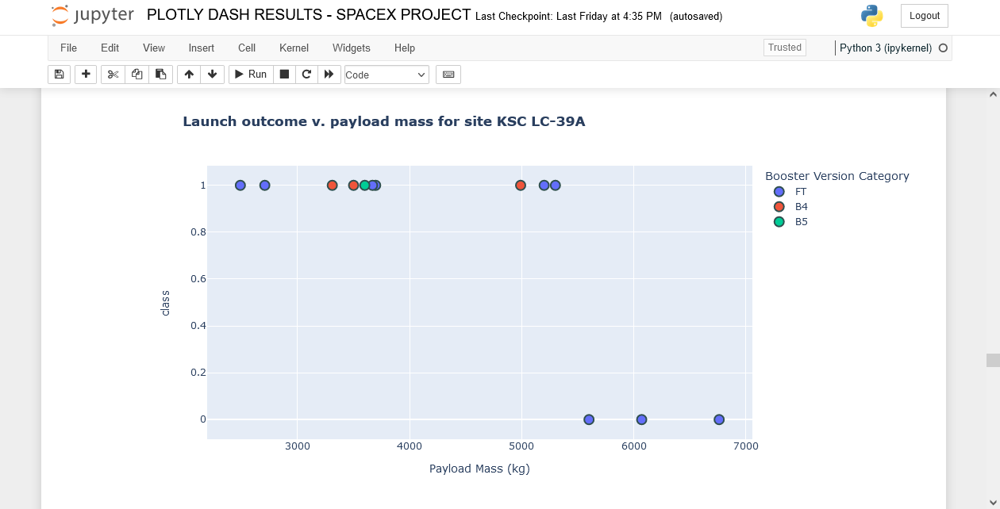 jupyter PLOTLY DASH RESULTS - SPACEX PROJECT Last Checkpoint: Last Friday at 4:35 PM (autosaved) Logout
File Edit View Insert Cell Kernel Widgets Help Trusted Python 3 (ipykernel)
Run Code
Launch outcome v. payload mass for site KSC LC-39A
Booster Version Category
FT
B4
B5
1
0.8
0.6
0.4
0.2
0
class
3000 4000 5000 6000 7000
Payload Mass (kg)